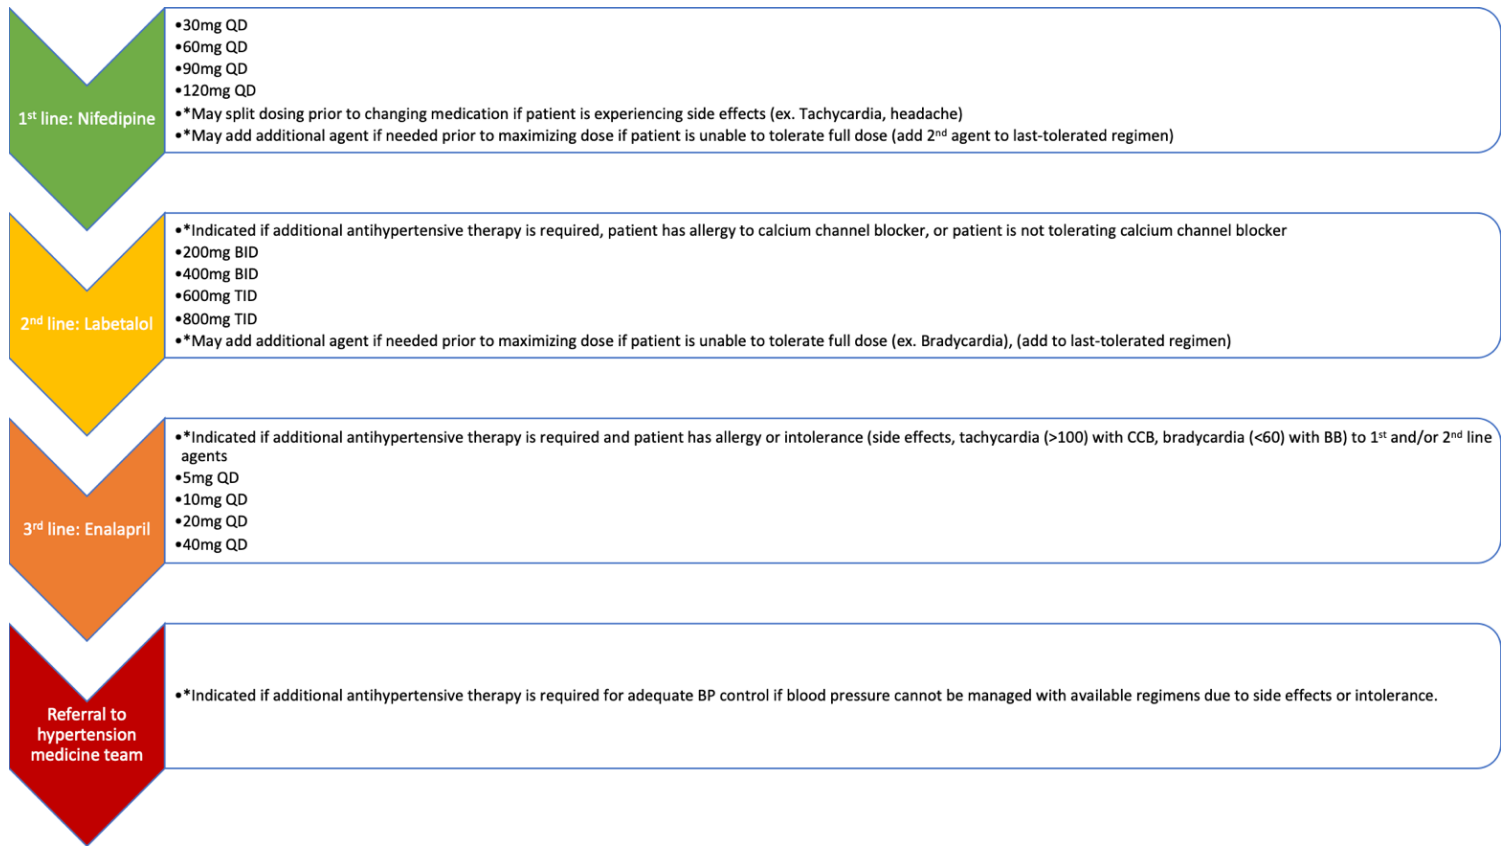 1st line: Nifedipine
•30mg QD
•60mg QD
•90mg QD
•120mg QD
•*May split dosing prior to changing medication if patient is experiencing side effects (ex. Tachycardia, headache)
•*May add additional agent if needed prior to maximizing dose if patient is unable to tolerate full dose (add 2nd agent to last-tolerated regimen)
2nd line: Labetalol
•*Indicated if additional antihypertensive therapy is required, patient has allergy to calcium channel blocker, or patient is not tolerating calcium channel blocker
•200mg BID
•400mg BID
•600mg TID
•800mg TID
•*May add additional agent if needed prior to maximizing dose if patient is unable to tolerate full dose (ex. Bradycardia), (add to last-tolerated regimen)
3rd line: Enalapril
•*Indicated if additional antihypertensive therapy is required and patient has allergy or intolerance (side effects, tachycardia (>100) with CCB, bradycardia (<60) with BB) to 1st and/or 2nd line
agents
•5mg QD
•10mg QD
•20mg QD
•40mg QD
Referral to
hypertension
medicine team
•*Indicated if additional antihypertensive therapy is required for adequate BP control if blood pressure cannot be managed with available regimens due to side effects or intolerance.